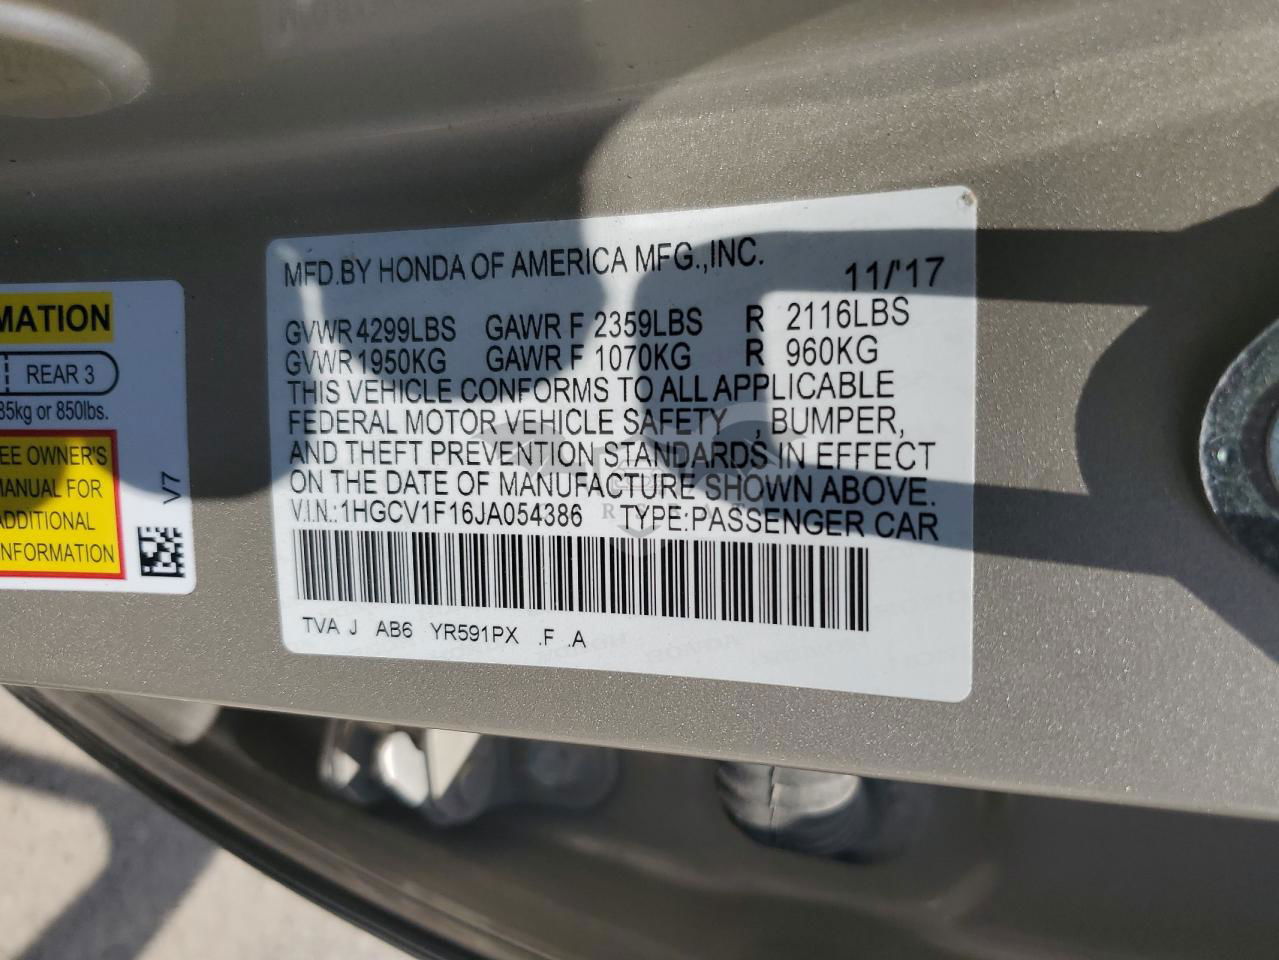 MATION
REAR 3
85kg or 850lbs.
EE OWNER'S
MANUAL FOR
ADDITIONAL
INFORMATION
V7
MFD.BY HONDA OF AMERICA MFG.,INC.
11/'17
GVWR 4299LBS GAWR F 2359LBS R 2116LBS
GVWR 1950KG GAWR F 1070KG R 960KG
THIS VEHICLE CONFORMS TO ALL APPLICABLE
FEDERAL MOTOR VEHICLE SAFETY , BUMPER,
AND THEFT PREVENTION STANDARDS IN EFFECT
ON THE DATE OF MANUFACTURE SHOWN ABOVE.
V.I.N.:1HGCV1F16JA054386 TYPE:PASSENGER CAR
TVA J AB6 YR591PX .F .A